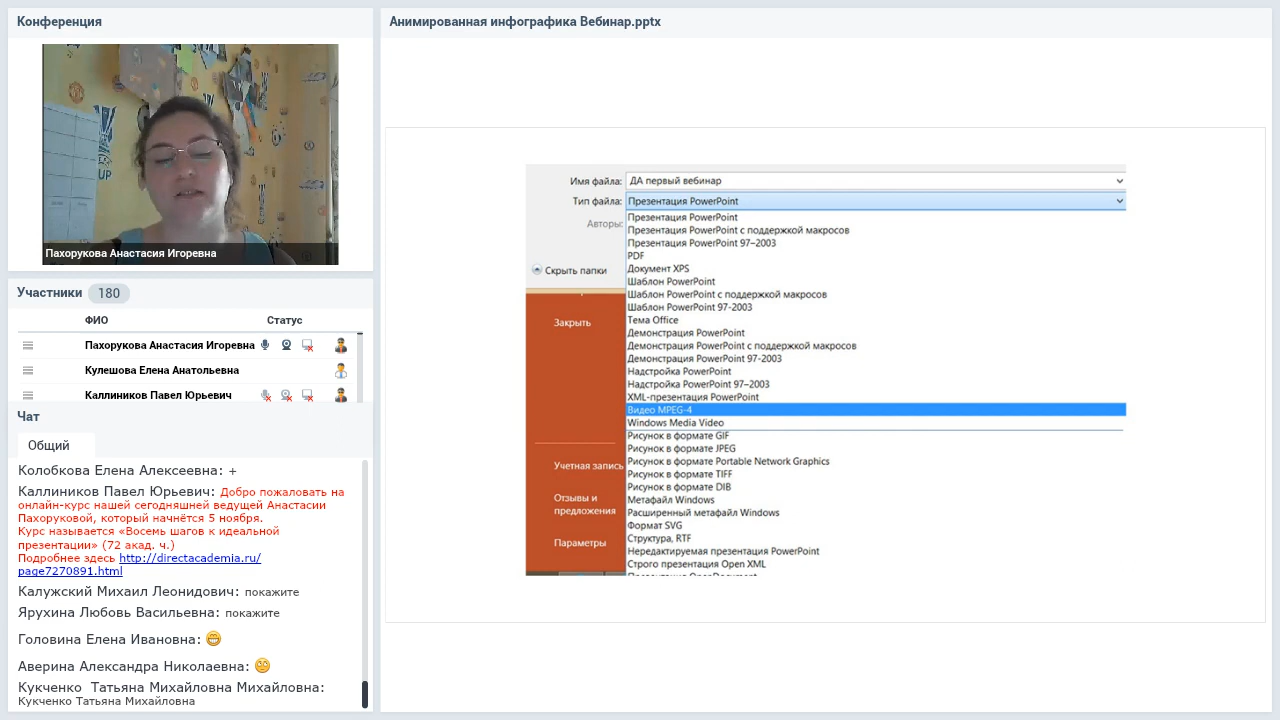 Конференция
Пахорукова Анастасия Игоревна
Участники 180
ФИО Статус
Пахорукова Анастасия Игоревна
Кулешова Елена Анатольевна
Каллиников Павел Юрьевич
Чат
Общий
Колобкова Елена Алексеевна: +
Каллиников Павел Юрьевич: Добро пожаловать на
онлайн-курс нашей сегодняшней ведущей Анастасии
Пахоруковой, который начнётся 5 ноября.
Курс называется «Восемь шагов к идеальной
презентации» (72 акад. ч.)
Подробнее здесь http://directacademia.ru/
page7270891.html
Калужский Михаил Леонидович: покажите
Ярухина Любовь Васильевна: покажите
Головина Елена Ивановна:
Аверина Александра Николаевна:
Кукченко Татьяна Михайловна Михайловна:
Кукченко Татьяна Михайловна
Анимированная инфографика Вебинар.pptx
Имя файла: ДА первый вебинар
Тип файла: Презентация PowerPoint
Авторы:
Скрыть папки
Закрыть
Учетная запись
Отзывы и
предложения
Параметры
Презентация PowerPoint
Презентация PowerPoint с поддержкой макросов
Презентация PowerPoint 97–2003
PDF
Документ XPS
Шаблон PowerPoint
Шаблон PowerPoint с поддержкой макросов
Шаблон PowerPoint 97-2003
Тема Office
Демонстрация PowerPoint
Демонстрация PowerPoint с поддержкой макросов
Демонстрация PowerPoint 97-2003
Надстройка PowerPoint
Надстройка PowerPoint 97–2003
XML-презентация PowerPoint
Видео MPEG-4
Windows Media Video
Рисунок в формате GIF
Рисунок в формате JPEG
Рисунок в формате Portable Network Graphics
Рисунок в формате TIFF
Рисунок в формате DIB
Метафайл Windows
Расширенный метафайл Windows
Формат SVG
Структура, RTF
Нередактируемая презентация PowerPoint
Строго презентация Open XML
Презентация OpenDocument